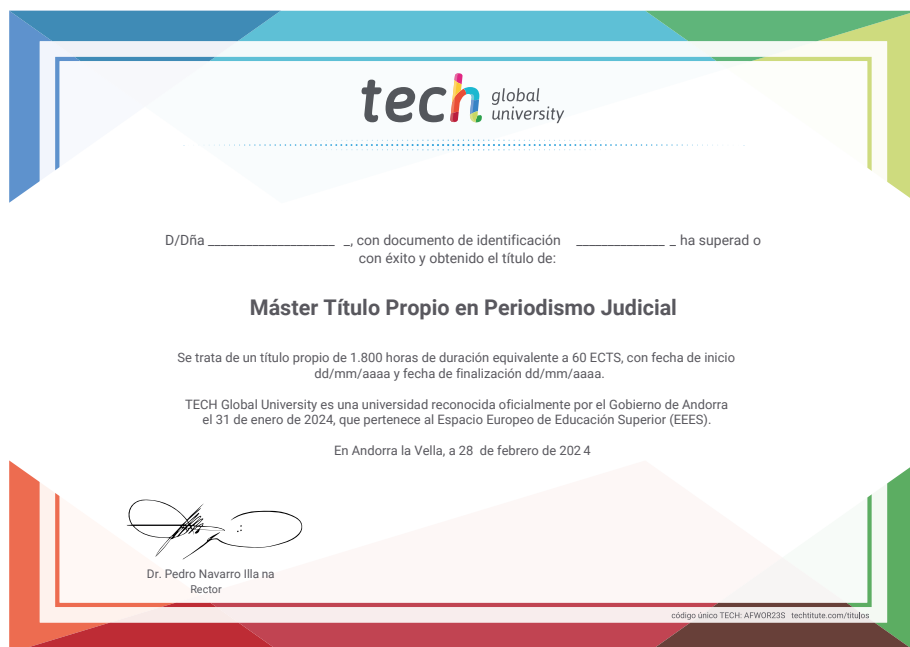 tech global university
D/Dña ____________________ _, con documento de identificación ______________ _ ha superad o
con éxito y obtenido el título de:
Máster Título Propio en Periodismo Judicial
Se trata de un título propio de 1.800 horas de duración equivalente a 60 ECTS, con fecha de inicio
dd/mm/aaaa y fecha de finalización dd/mm/aaaa.
TECH Global University es una universidad reconocida oficialmente por el Gobierno de Andorra
el 31 de enero de 2024, que pertenece al Espacio Europeo de Educación Superior (EEES).
En Andorra la Vella, a 28 de febrero de 202 4
Dr. Pedro Navarro Illa na
Rector
código único TECH: AFWOR23S techtitute.com/titulos